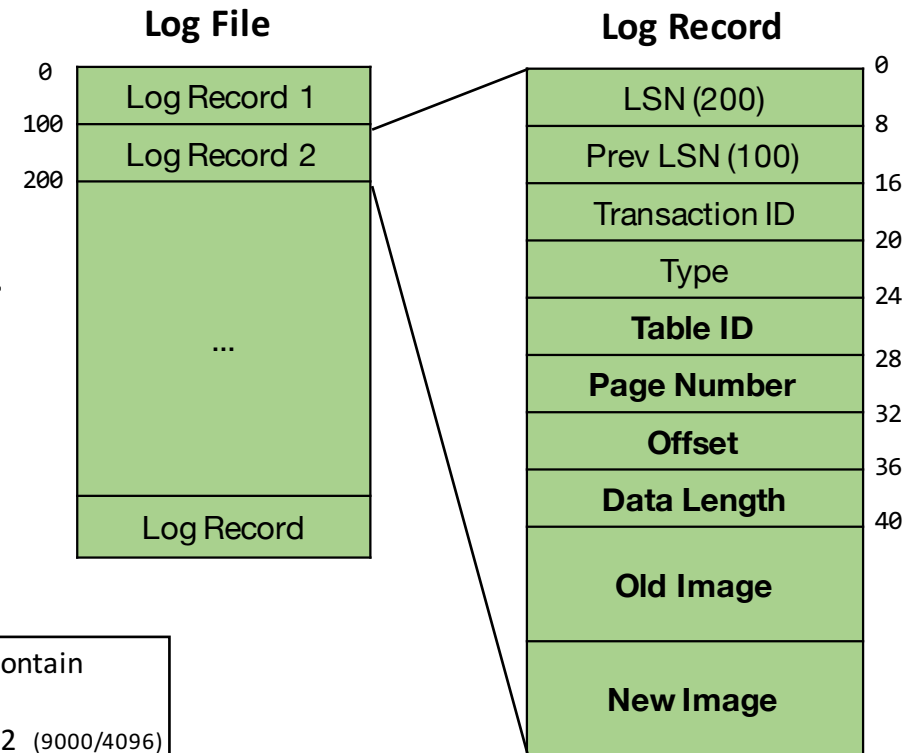 Log File
0
Log Record 1
100
Log Record 2
200
...
Log Record
Log Record
0
LSN (200)
8
Prev LSN (100)
16
Transaction ID
20
Type
24
Table ID
28
Page Number
32
Offset
36
Data Length
40
Old Image
New Image
ontain
2 (9000/4096)